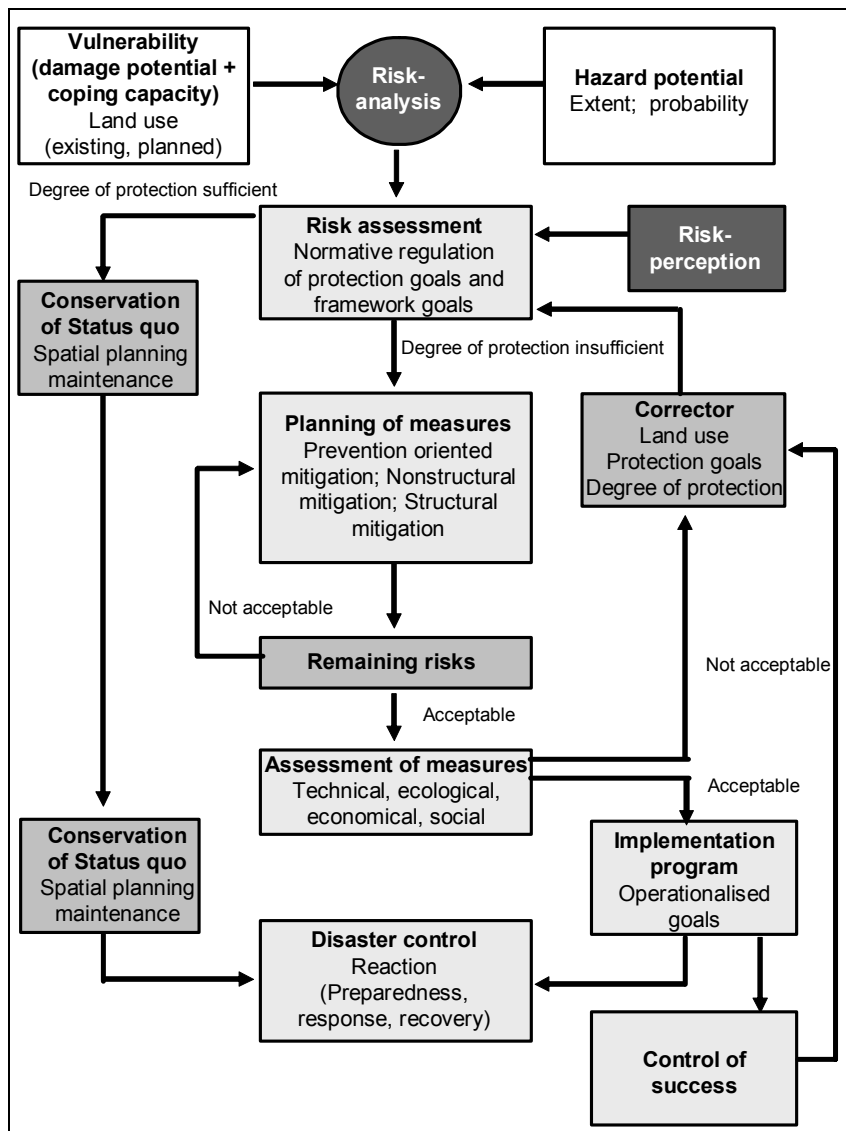 Vulnerability
(damage potential +
coping capacity)
Land use
(existing, planned)
Risk-
analysis
Hazard potential
Extent; probability
Degree of protection sufficient
Risk assessment
Normative regulation
of protection goals and
framework goals
Risk-
perception
Conservation
of Status quo
Spatial planning
maintenance
Degree of protection insufficient
Planning of measures
Prevention oriented
mitigation; Nonstructural
mitigation; Structural
mitigation
Corrector
Land use
Protection goals
Degree of protection
Not acceptable
Remaining risks
Not acceptable
Acceptable
Assessment of measures
Technical, ecological,
economical, social
Acceptable
Conservation
of Status quo
Spatial planning
maintenance
Implementation
program
Operationalised
goals
Disaster control
Reaction
(Preparedness,
response, recovery)
Control of
success